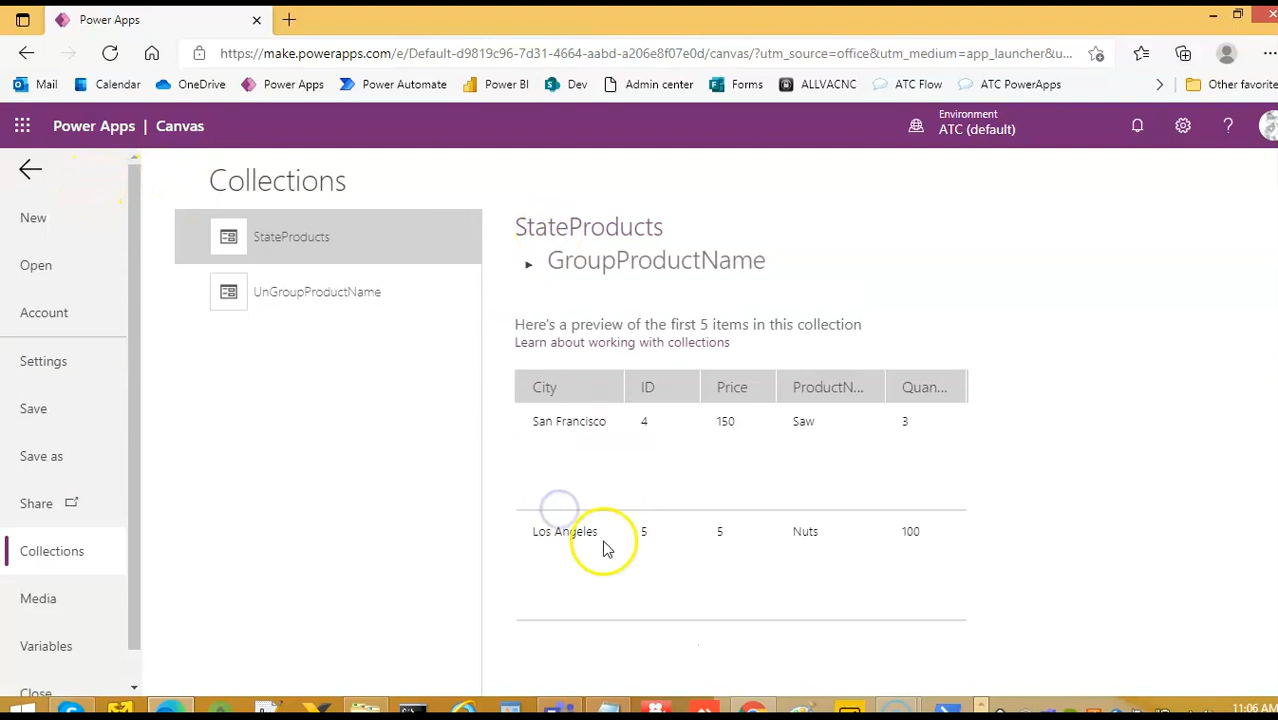 Power Apps
https://make.powerapps.com/e/Default-d9819c96-7d31-4664-aabd-a206e8f07e0d/canvas/?utm_source=office&utm_medium=app_launcher&u...
Mail
Calendar
OneDrive
Power Apps
Power Automate
Power BI
Dev
Admin center
Forms
ALLVACNC
ATC Flow
ATC PowerApps
Other favorite
Power Apps | Canvas
Environment
ATC (default)
New
Open
Account
Settings
Save
Save as
Share
Collections
Media
Variables
Close
Collections
StateProducts
UnGroupProductName
StateProducts
GroupProductName
Here's a preview of the first 5 items in this collection
Learn about working with collections
City ID Price ProductN... Quan...
San Francisco 4 150 Saw 3
Los Angeles 5 5 Nuts 100
11:06 AM